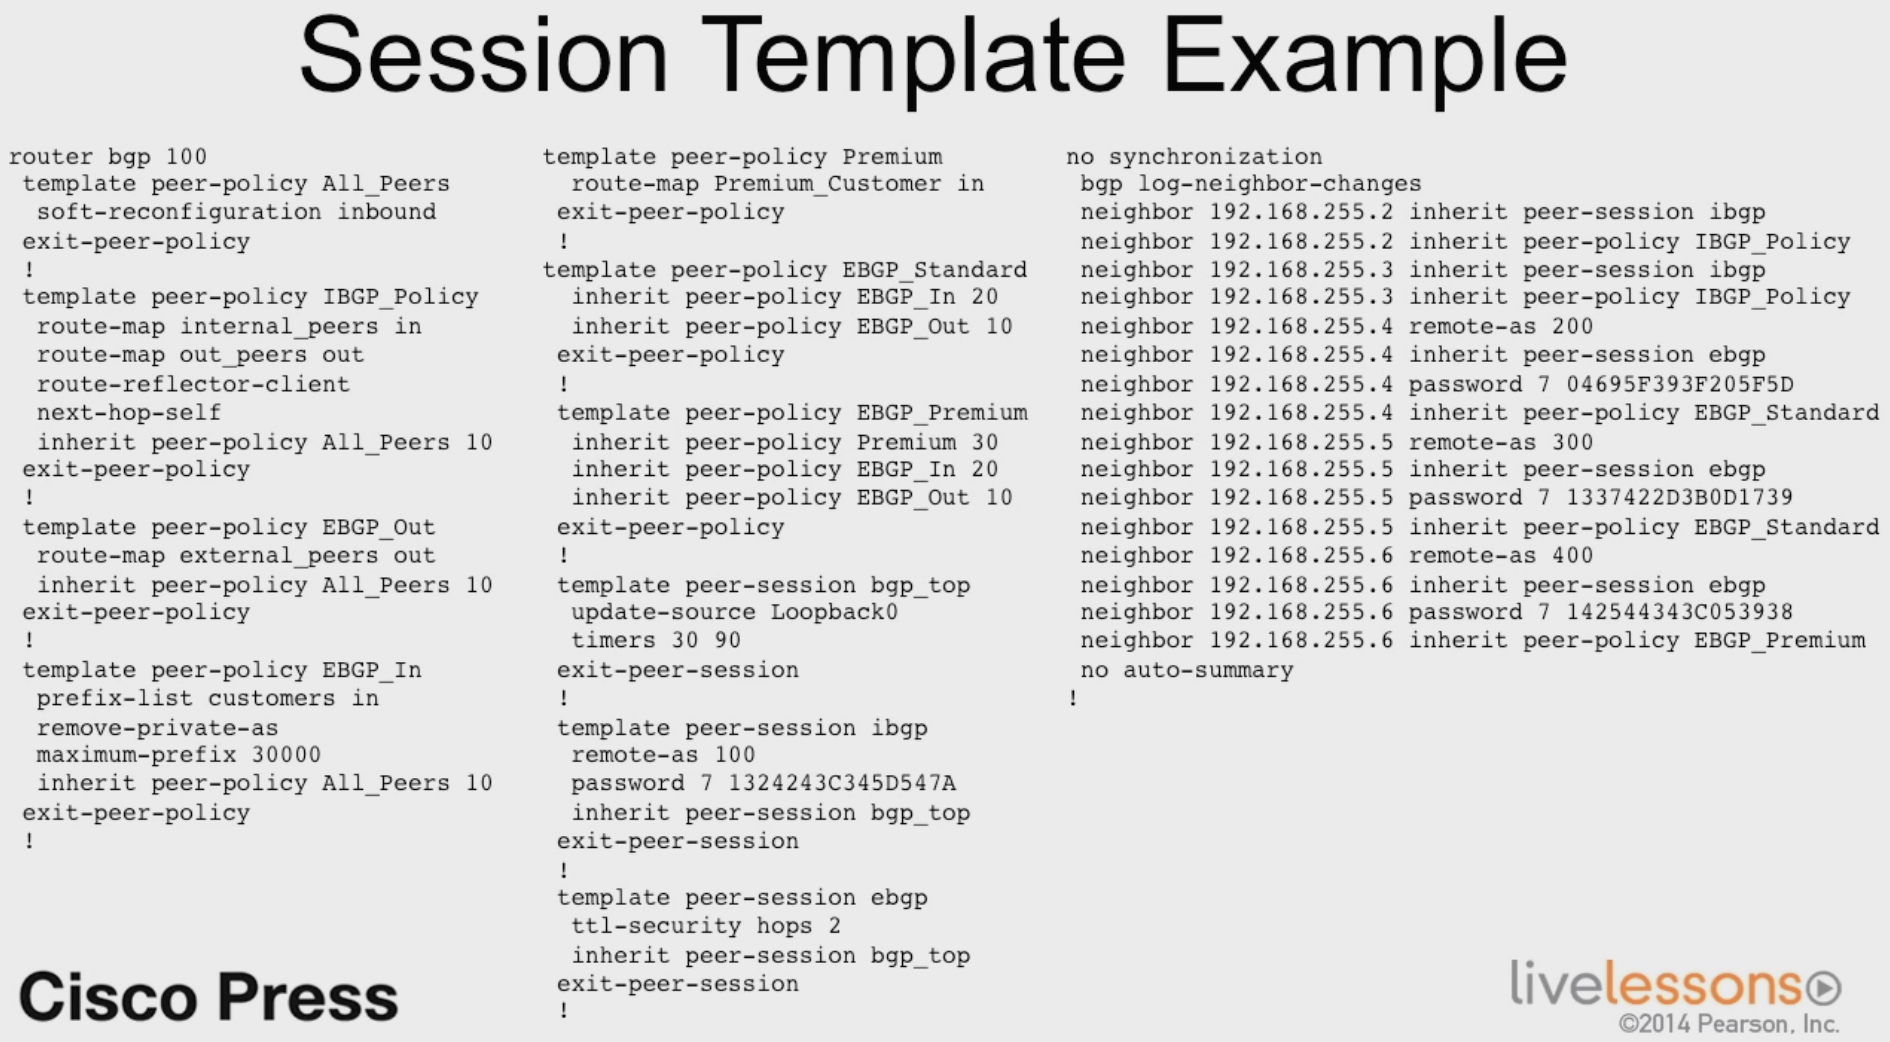 Session Template Example
router bgp 100
template peer-policy All_Peers
soft-reconfiguration inbound
exit-peer-policy
!
template peer-policy IBGP_Policy
route-map internal_peers in
route-map out_peers out
route-reflector-client
next-hop-self
inherit peer-policy All_Peers 10
exit-peer-policy
!
template peer-policy EBGP_Out
route-map external_peers out
inherit peer-policy All_Peers 10
exit-peer-policy
!
template peer-policy EBGP_In
prefix-list customers in
remove-private-as
maximum-prefix 30000
inherit peer-policy All_Peers 10
exit-peer-policy
!
template peer-policy Premium
route-map Premium_Customer in
exit-peer-policy
!
template peer-policy EBGP_Standard
inherit peer-policy EBGP_In 20
inherit peer-policy EBGP_Out 10
exit-peer-policy
!
template peer-policy EBGP_Premium
inherit peer-policy Premium 30
inherit peer-policy EBGP_In 20
inherit peer-policy EBGP_Out 10
exit-peer-policy
!
template peer-session bgp_top
update-source Loopback0
timers 30 90
exit-peer-session
!
template peer-session ibgp
remote-as 100
password 7 1324243C345D547A
inherit peer-session bgp_top
exit-peer-session
!
template peer-session ebgp
ttl-security hops 2
inherit peer-session bgp_top
exit-peer-session
!
no synchronization
bgp log-neighbor-changes
neighbor 192.168.255.2 inherit peer-session ibgp
neighbor 192.168.255.2 inherit peer-policy IBGP_Policy
neighbor 192.168.255.3 inherit peer-session ibgp
neighbor 192.168.255.3 inherit peer-policy IBGP_Policy
neighbor 192.168.255.4 remote-as 200
neighbor 192.168.255.4 inherit peer-session ebgp
neighbor 192.168.255.4 password 7 04695F393F205F5D
neighbor 192.168.255.4 inherit peer-policy EBGP_Standard
neighbor 192.168.255.5 remote-as 300
neighbor 192.168.255.5 inherit peer-session ebgp
neighbor 192.168.255.5 password 7 1337422D3B0D1739
neighbor 192.168.255.5 inherit peer-policy EBGP_Standard
neighbor 192.168.255.6 remote-as 400
neighbor 192.168.255.6 inherit peer-session ebgp
neighbor 192.168.255.6 password 7 142544343C053938
neighbor 192.168.255.6 inherit peer-policy EBGP_Premium
no auto-summary
!
Cisco Press
livelessons
©2014 Pearson, Inc.